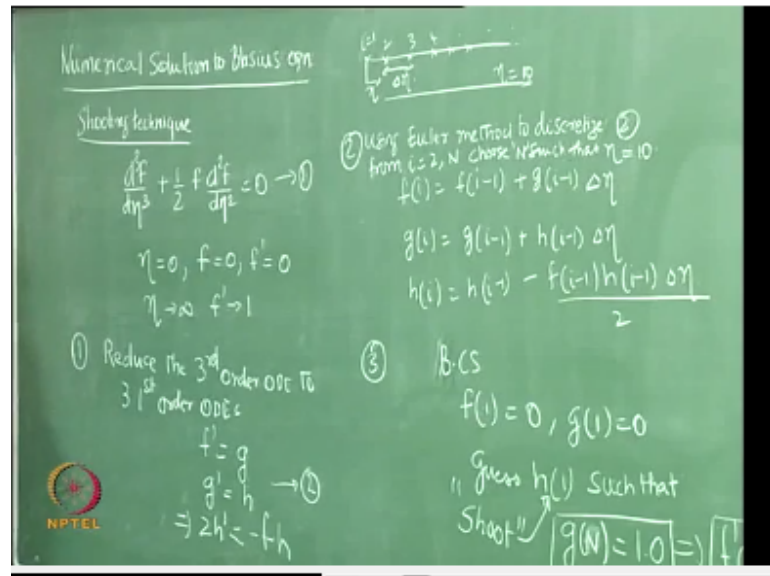 Numerical Solution to Blasius eqn
Shooting technique
d³f/dη³ + 1/2 f d²f/dη² = 0 → ①
η=0, f=0, f'=0
η→∞ f'→1
① Reduce the 3rd order ODE to
3 1st order ODEs
f' = g
g' = h → ②
⇒ 2h' = -fh
NPTEL
2 3 4
η Δη η=10
② Using Euler method to discretize ②
from i=2, N choose 'N' such that η=10.
f(i) = f(i-1) + g(i-1) Δη
g(i) = g(i-1) + h(i-1) Δη
h(i) = h(i-1) - f(i-1)h(i-1) Δη / 2
③ B.Cs
f(1) = 0, g(1) = 0
"Guess h(1) such that
Shoot" g(N) = 1.0 ⇒ f'